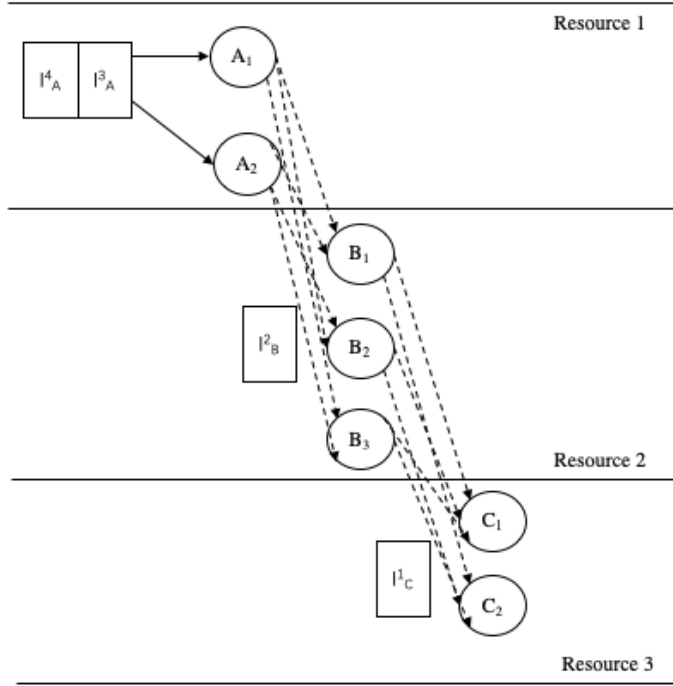 Resource 1
I⁴A I³A
A₁
A₂
B₁
I²B
B₂
B₃
Resource 2
C₁
I¹C
C₂
Resource 3